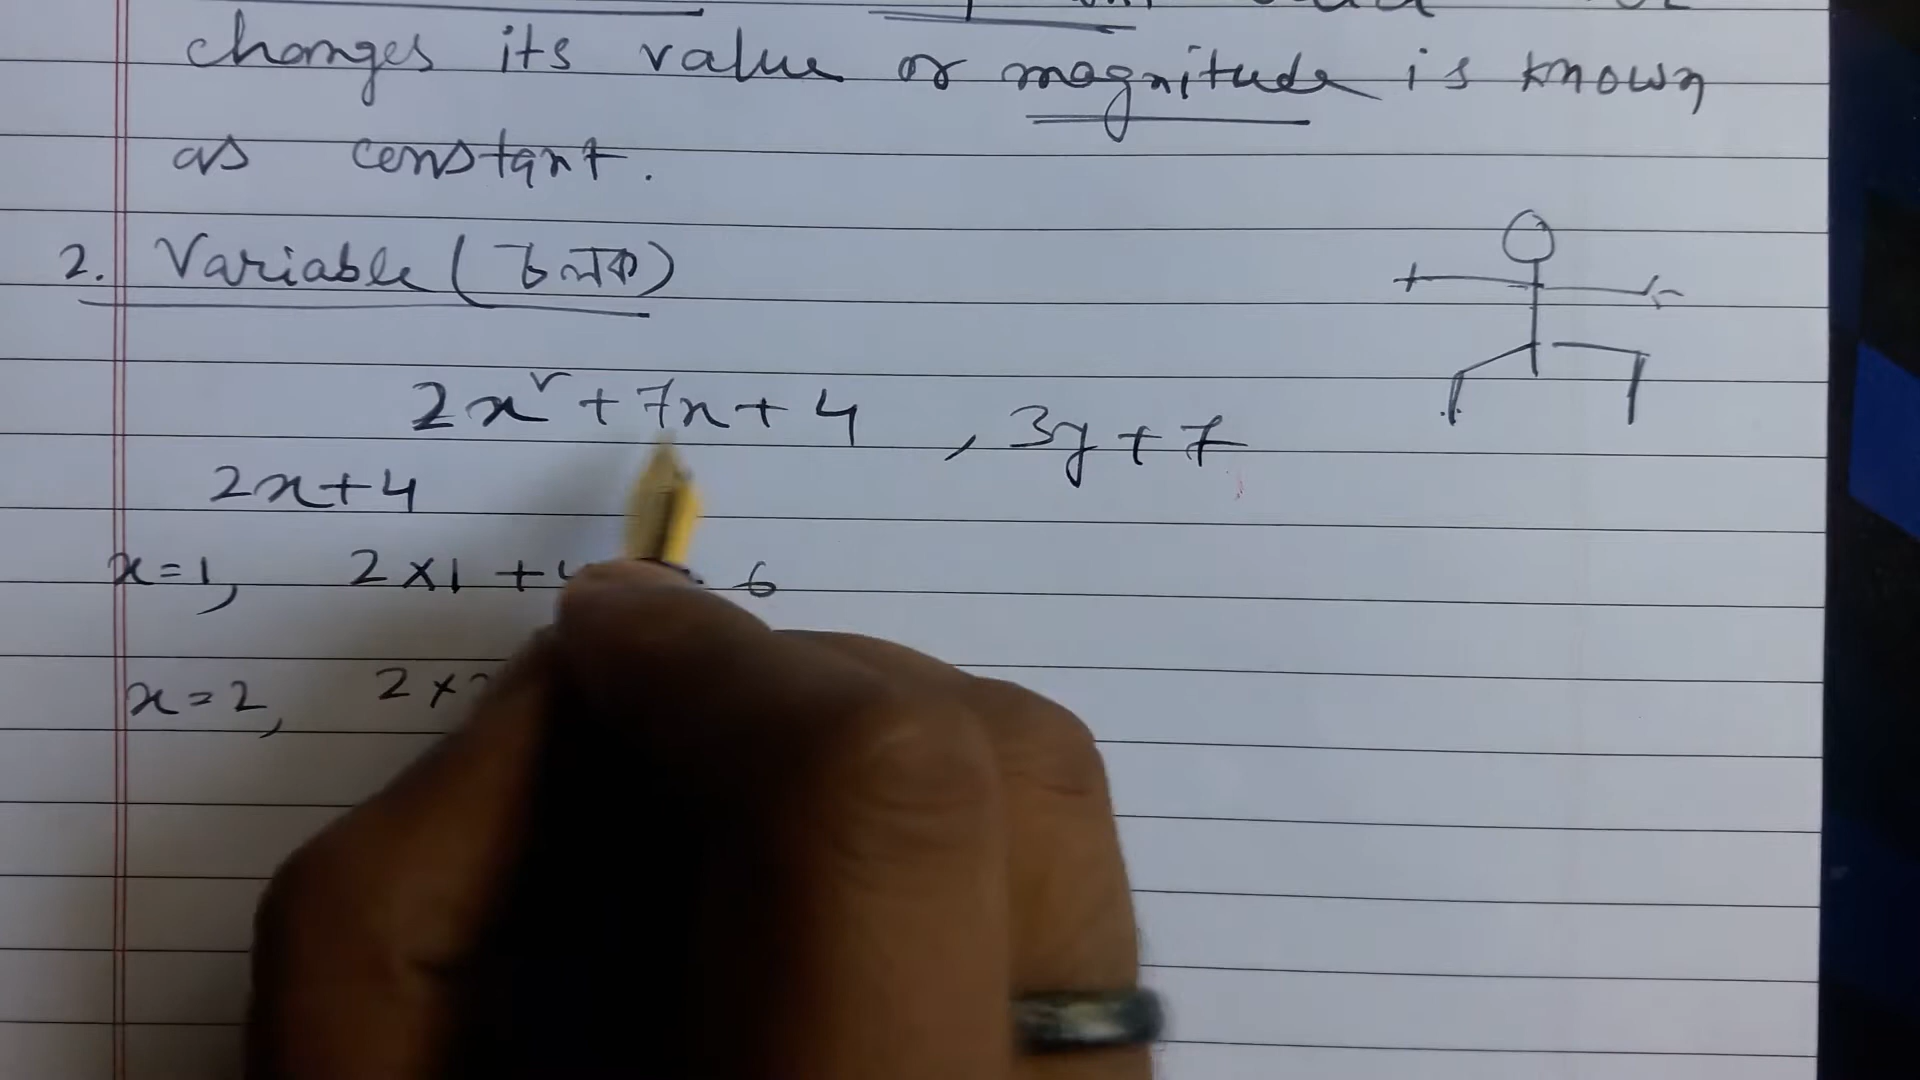 changes its value or magnitude is known
as constant.
2. Variable (চলক)
2x² + 7x + 4 , 3y + 7
2x+4
x=1, 2×1 + 6
x=2, 2×